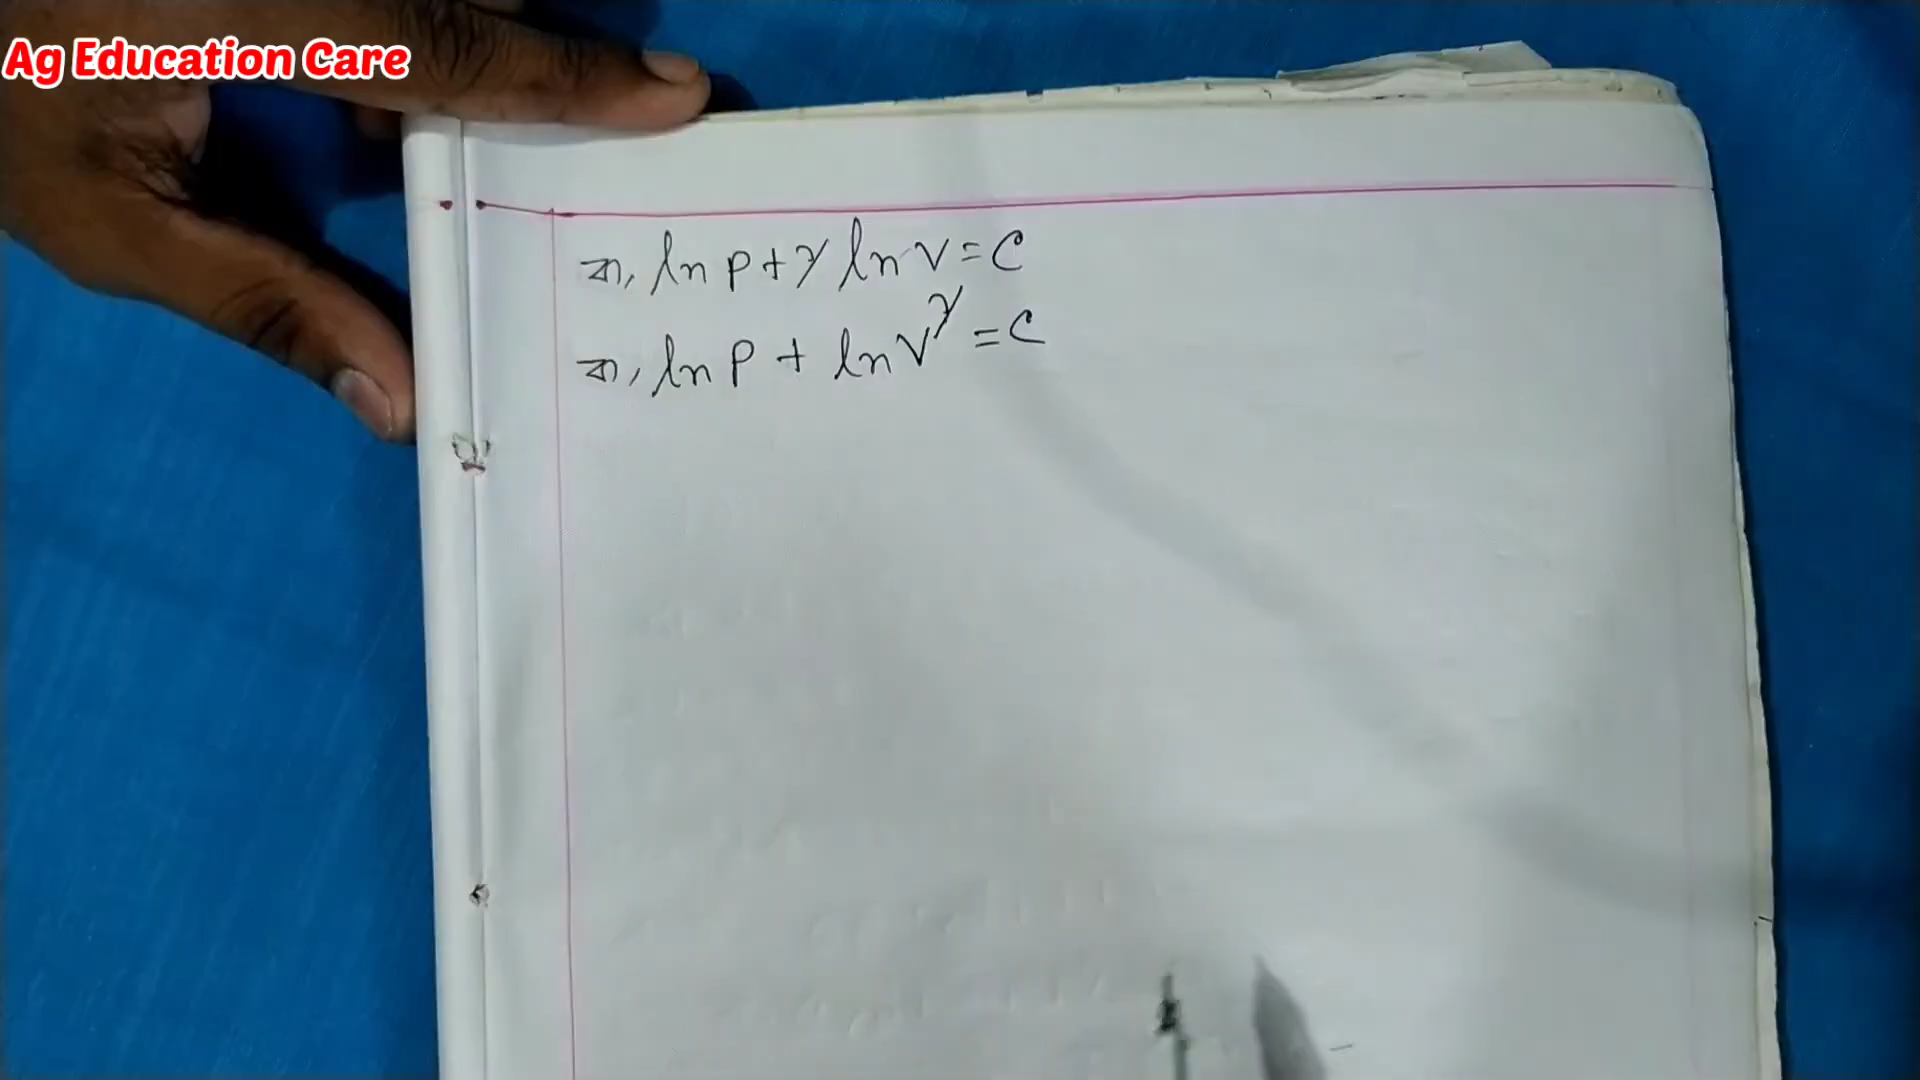 Ag Education Care
বা, ln P + γ ln V = C
বা, ln P + ln V^γ = C